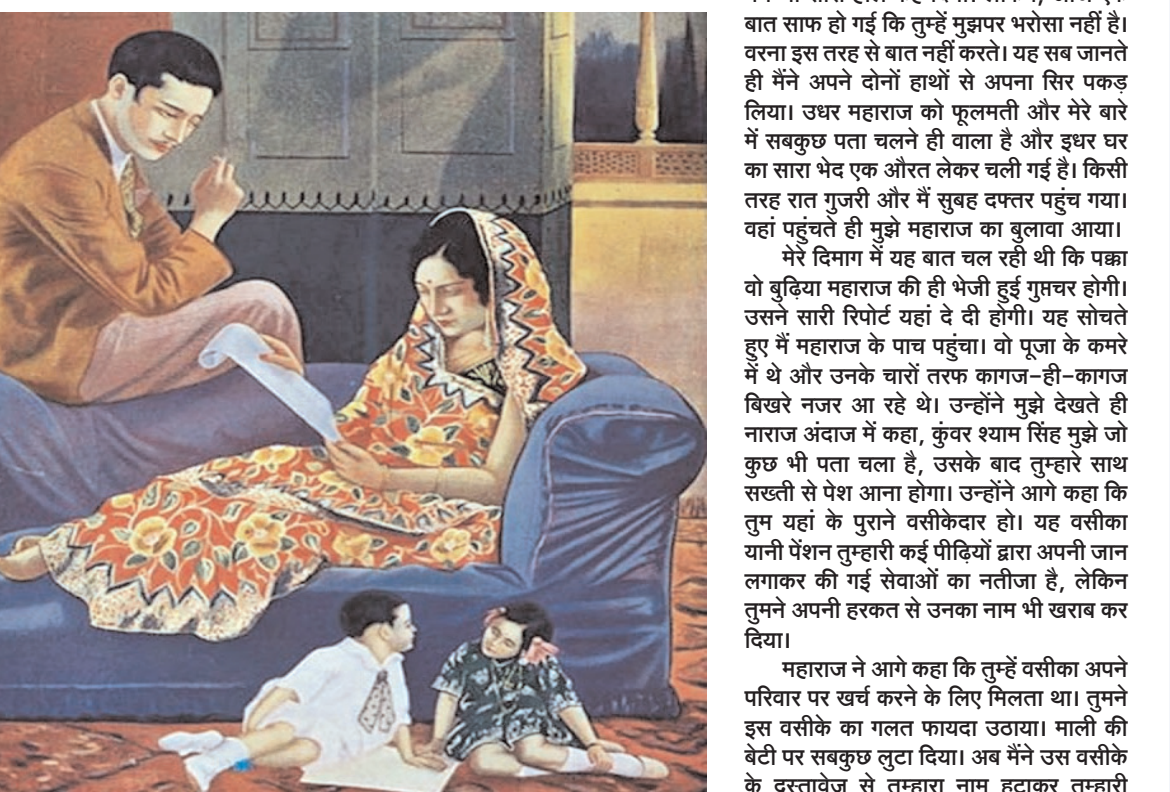 बात साफ हो गई कि तुम्हें मुझपर भरोसा नहीं है।
वरना इस तरह से बात नहीं करते। यह सब जानते
ही मैंने अपने दोनों हाथों से अपना सिर पकड़
लिया। उधर महाराज को फूलमती और मेरे बारे
में सबकुछ पता चलने ही वाला है और इधर घर
का सारा भेद एक औरत लेकर चली गई है। किसी
तरह रात गुजरी और मैं सुबह दफ्तर पहुंच गया।
वहां पहुंचते ही मुझे महाराज का बुलावा आया।
मेरे दिमाग में यह बात चल रही थी कि पक्का
वो बुढ़िया महाराज की ही भेजी हुई गुप्तचर होगी।
उसने सारी रिपोर्ट यहां दे दी होगी। यह सोचते
हुए मैं महाराज के पाच पहुंचा। वो पूजा के कमरे
में थे और उनके चारों तरफ कागज-ही-कागज
बिखरे नजर आ रहे थे। उन्होंने मुझे देखते ही
नाराज अंदाज में कहा, कुंवर श्याम सिंह मुझे जो
कुछ भी पता चला है, उसके बाद तुम्हारे साथ
सख्ती से पेश आना होगा। उन्होंने आगे कहा कि
तुम यहां के पुराने वसीकेदार हो। यह वसीका
यानी पेंशन तुम्हारी कई पीढ़ियों द्वारा अपनी जान
लगाकर की गई सेवाओं का नतीजा है, लेकिन
तुमने अपनी हरकत से उनका नाम भी खराब कर
दिया।
महाराज ने आगे कहा कि तुम्हें वसीका अपने
परिवार पर खर्च करने के लिए मिलता था। तुमने
इस वसीके का गलत फायदा उठाया। माली की
बेटी पर सबकुछ लुटा दिया। अब मैंने उस वसीके
के दस्तावेज से तुम्हारा नाम हटाकर तुम्हारी